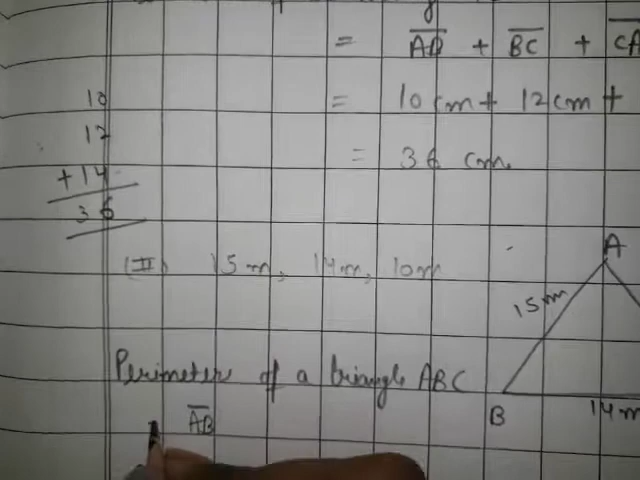 = AB + BC + CA
= 10 cm + 12 cm +
= 36 cm
10
12
+14
36
(II) 15 m, 14 m, 10 m
A
15 m
Perimeter of a triangle ABC
B 14 m
AB